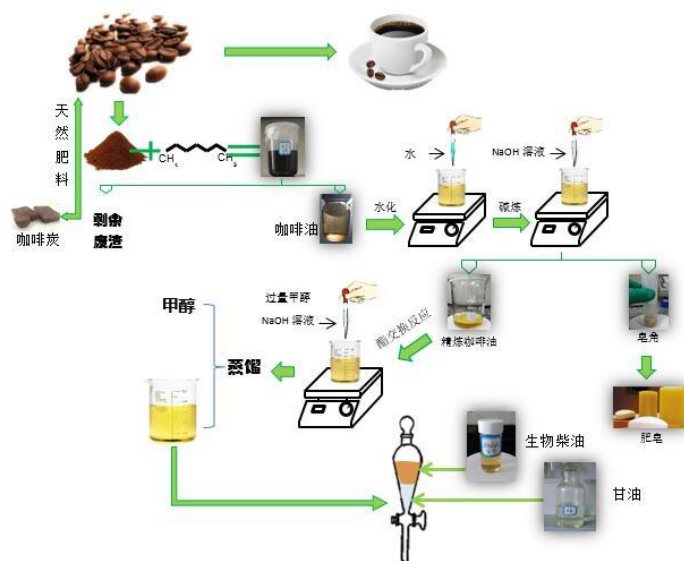 天然肥料
CH₃
CH₃
水
NaOH 溶液
咖啡炭
剩余
废渣
咖啡油
水化
碱炼
甲醇
过量甲醇
NaOH 溶液
酯交换反应
精炼咖啡油
皂角
蒸馏
肥皂
生物柴油
甘油